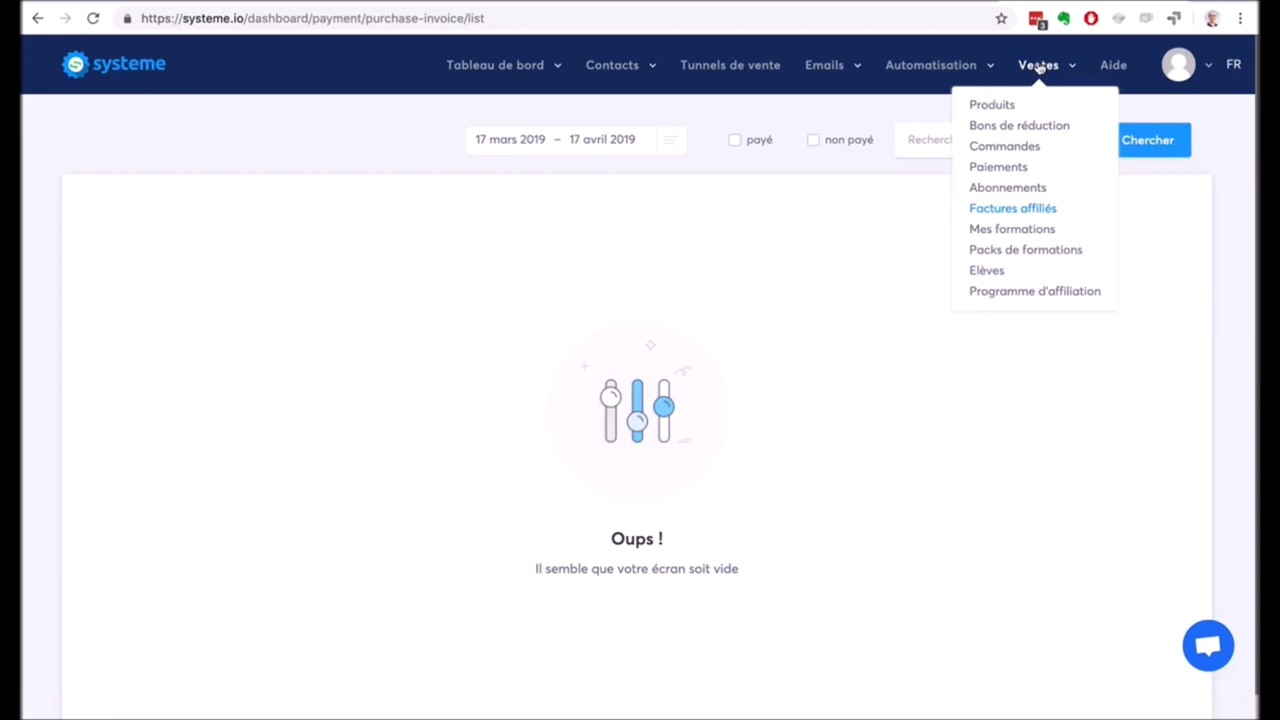 https://systeme.io/dashboard/payment/purchase-invoice/list
3
systeme
Tableau de bord
Contacts
Tunnels de vente
Emails
Automatisation
Ventes
Aide
FR
Produits
Bons de réduction
Commandes
Paiements
Abonnements
Factures affiliés
Mes formations
Packs de formations
Elèves
Programme d'affiliation
17 mars 2019 – 17 avril 2019
payé
non payé
Chercher
Oups !
Il semble que votre écran soit vide